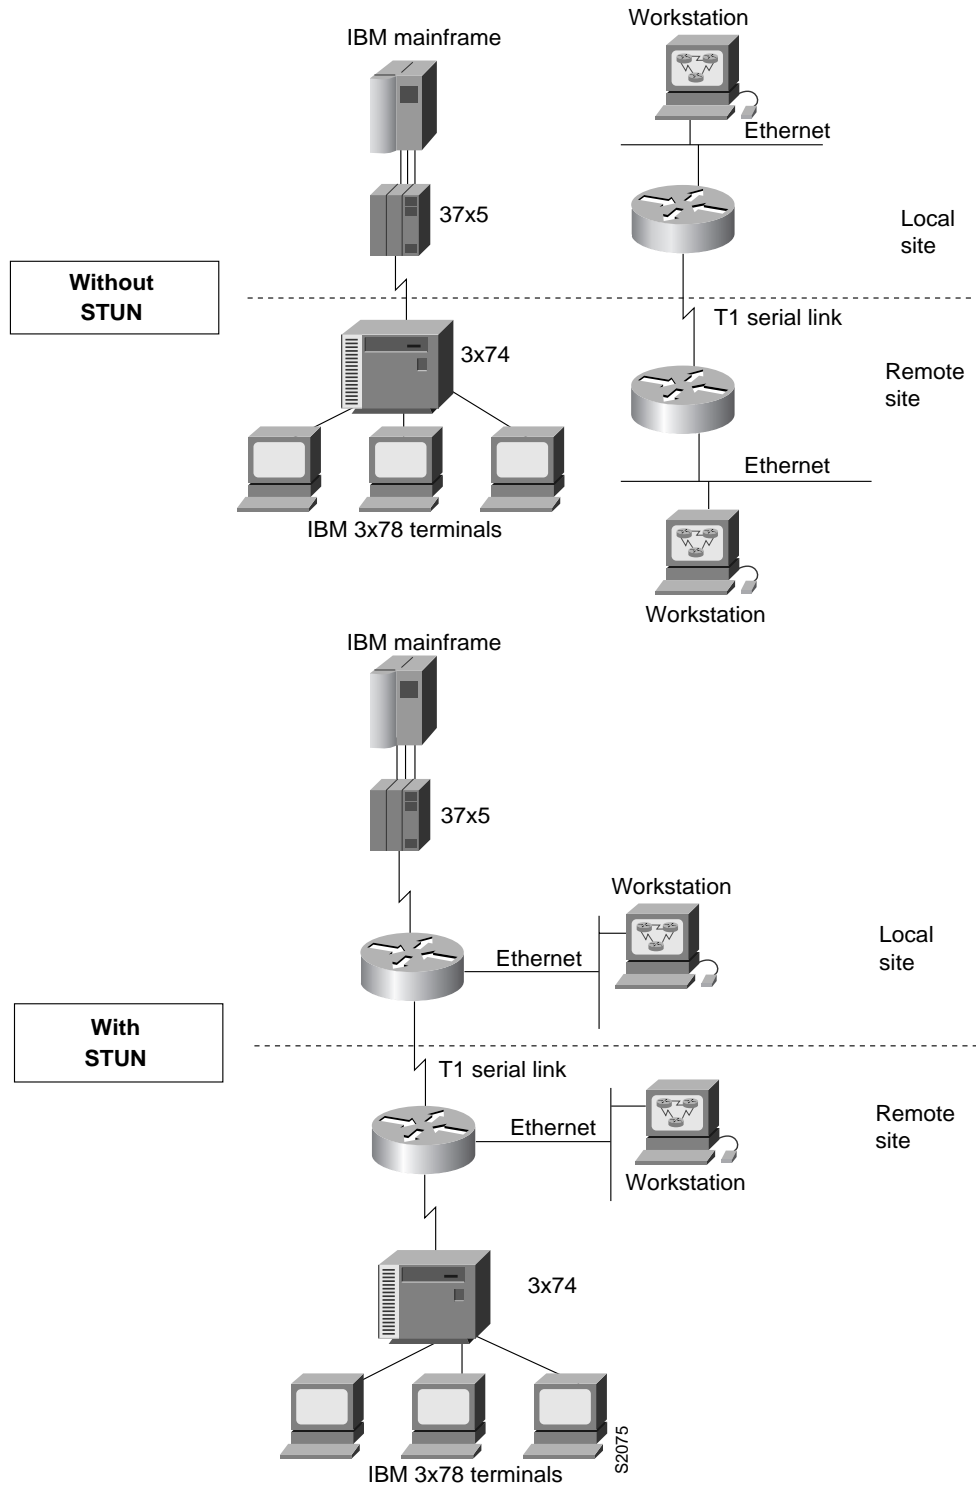 Workstation
IBM mainframe
Ethernet
37x5
Local
site
Without
STUN
T1 serial link
3x74
Remote
site
Ethernet
IBM 3x78 terminals
Workstation
IBM mainframe
37x5
Workstation
Local
site
Ethernet
With
STUN
T1 serial link
Remote
site
Ethernet
Workstation
3x74
S2075
IBM 3x78 terminals